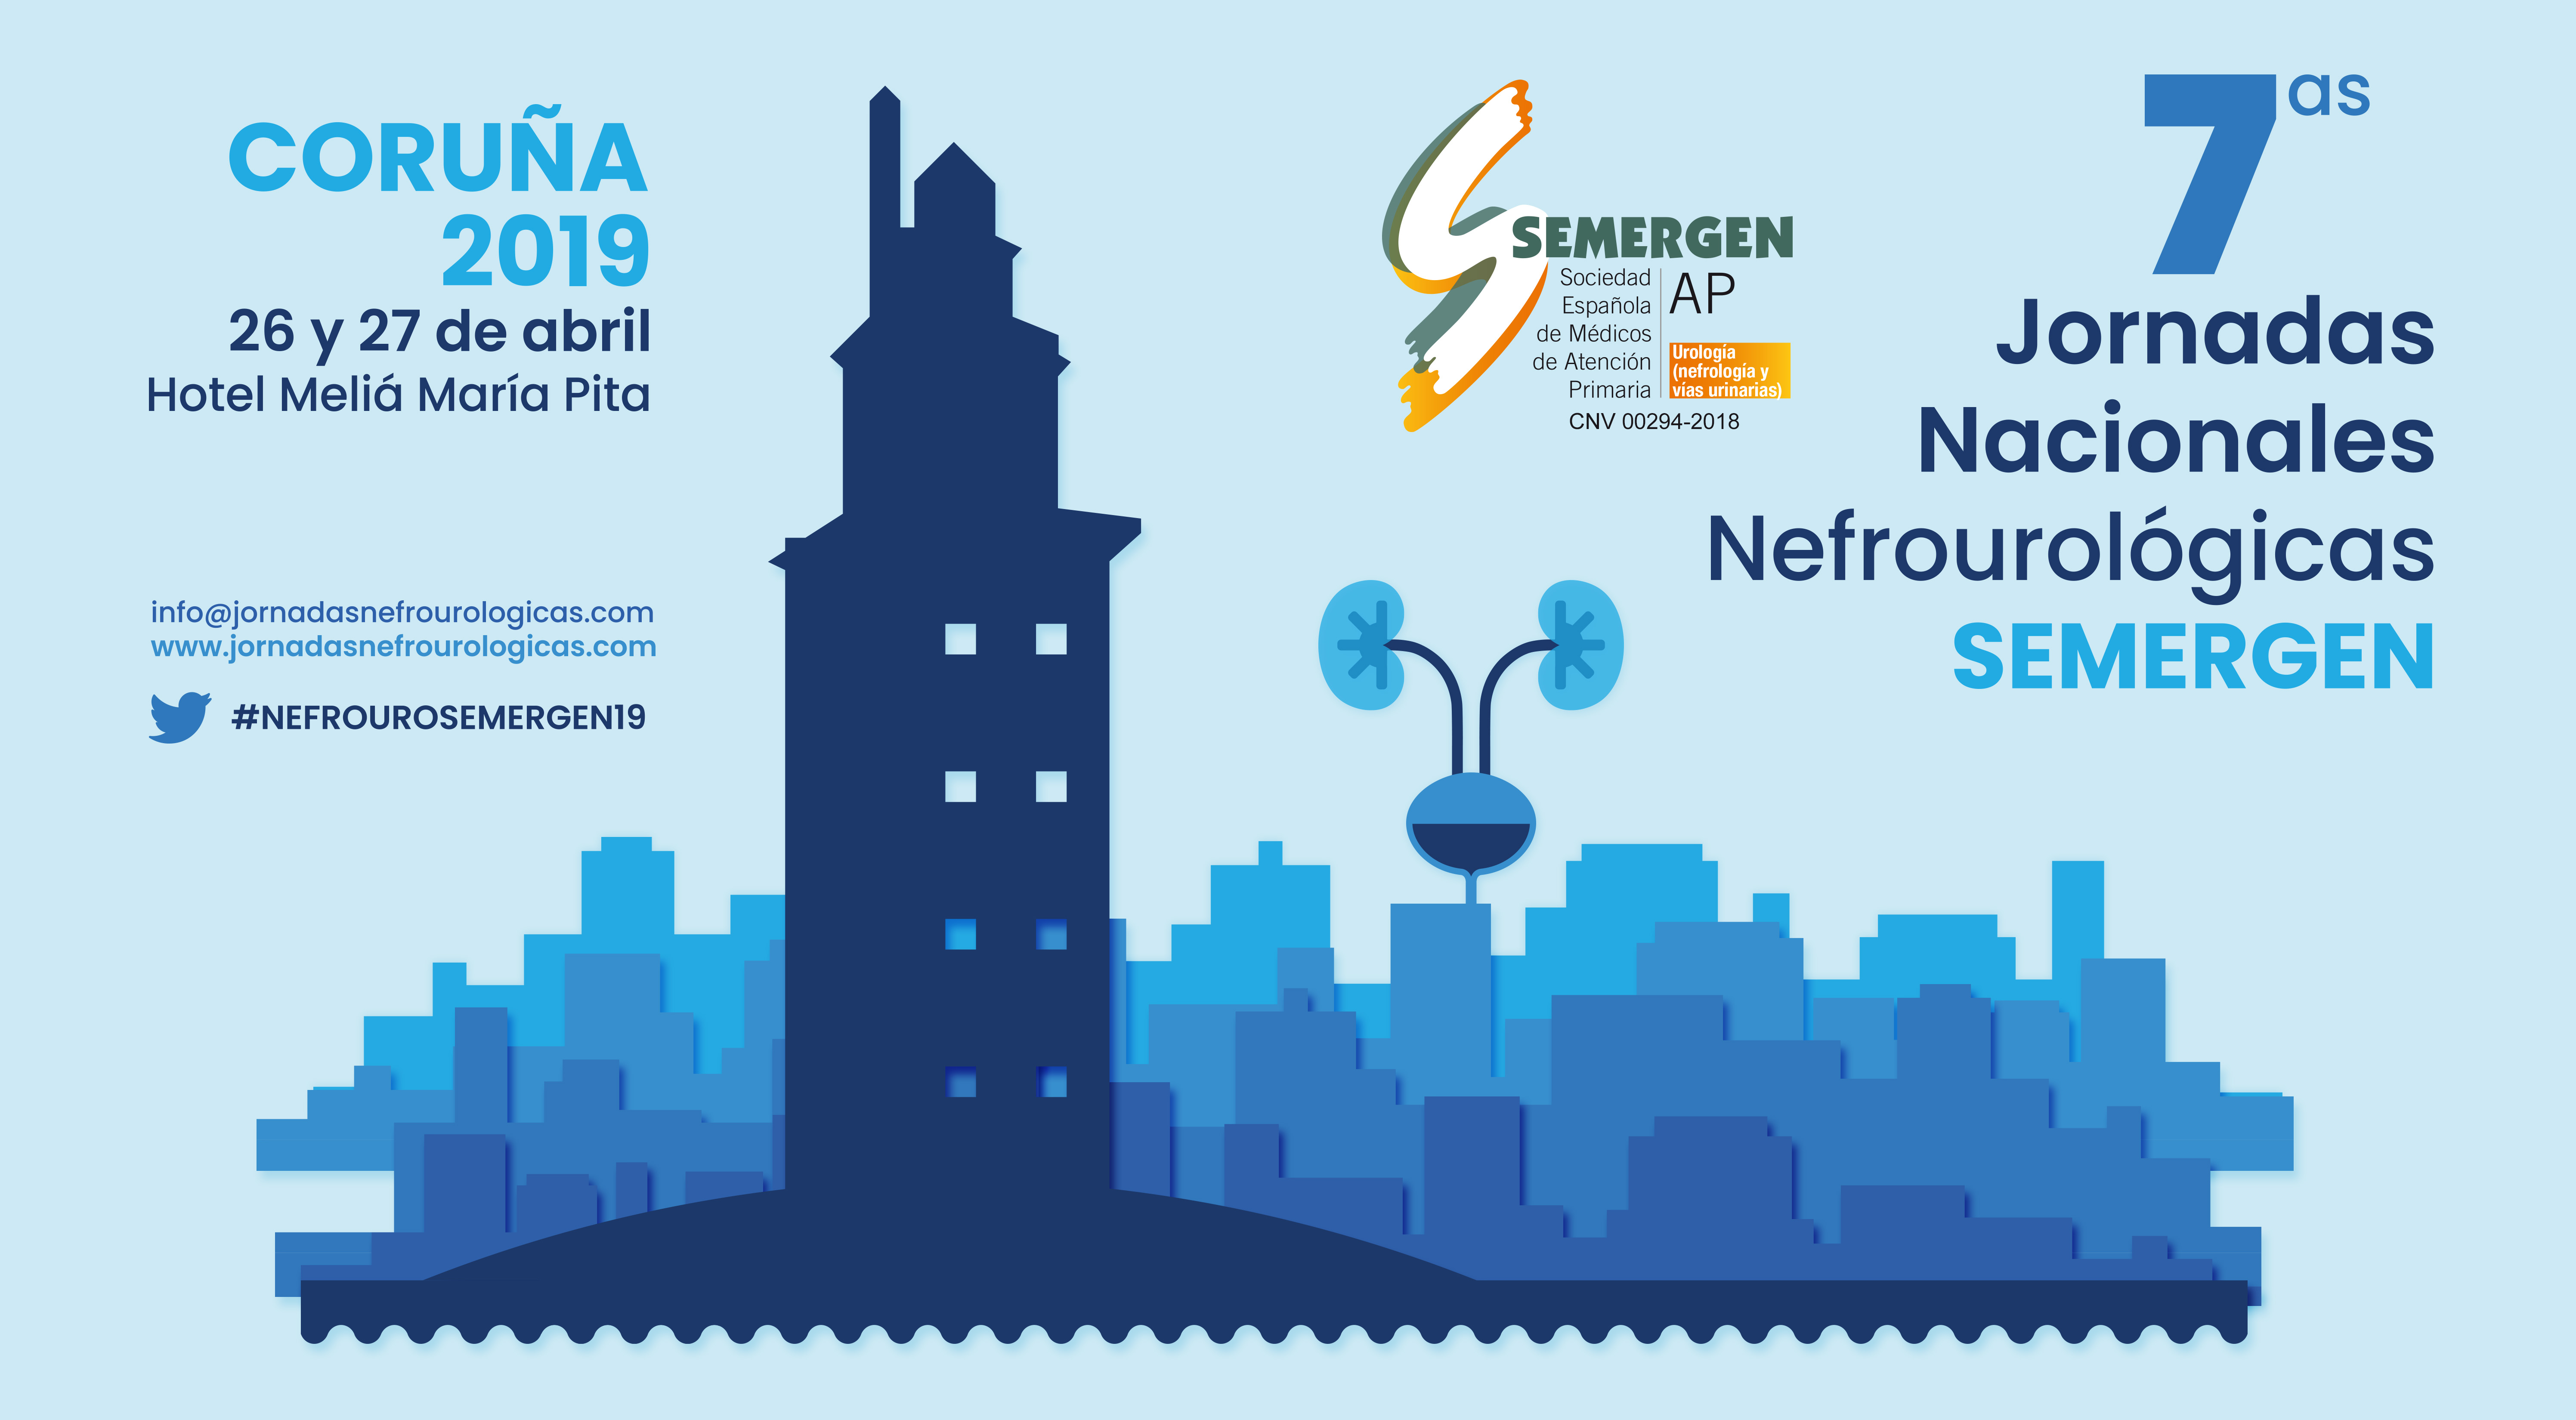 CORUÑA
2019
26 y 27 de abril
Hotel Meliá María Pita
info@jornadasnefrourologicas.com
www.jornadasnefrourologicas.com
#NEFROUROSEMERGEN19
SEMERGEN
Sociedad
Española
de Médicos
de Atención
Primaria
AP
Urología
(nefrología y
vías urinarias)
CNV 00294-2018
7as
Jornadas
Nacionales
Nefrourológicas
SEMERGEN